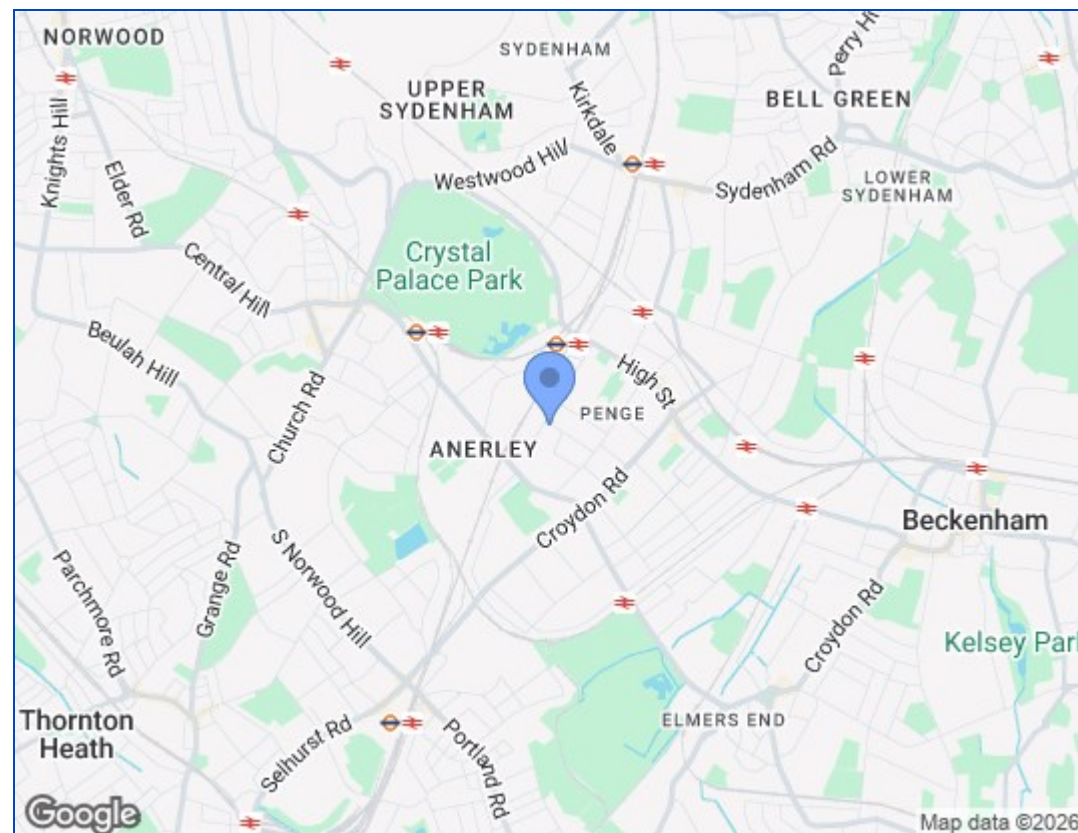 NORWOOD
SYDENHAM
Perry Hi
UPPER
SYDENHAM
Kirkdale
BELL GREEN
Knights Hill
Elder Rd
Westwood Hill
Sydenham Rd
LOWER
SYDENHAM
Central Hill
Crystal
Palace Park
Beulah Hill
Church Rd
High St
PENGE
ANERLEY
Croydon Rd
Beckenham
Parchmore Rd
Grange Rd
S Norwood Hill
Croydon Rd
Kelsey Park
Thornton
Heath
Selhurst Rd
Portland Rd
ELMERS END
Google
Map data ©2026